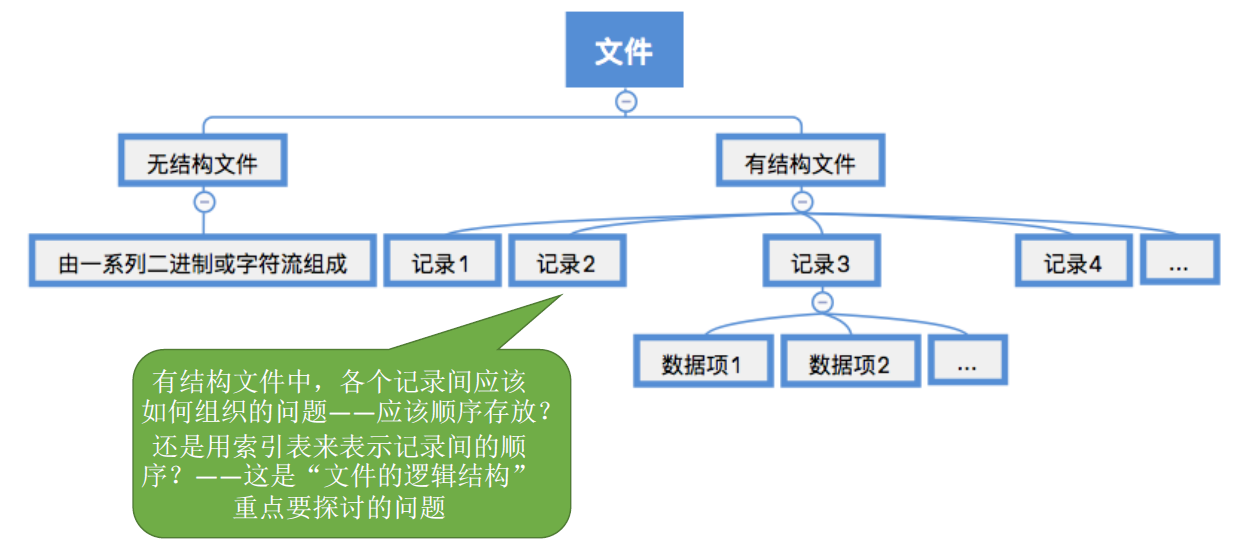 文件
无结构文件
有结构文件
由一系列二进制或字符流组成
记录1
记录2
记录3
记录4
...
数据项1
数据项2
...
有结构文件中，各个记录间应该
如何组织的问题——应该顺序存放？
还是用索引表来表示记录间的顺
序？——这是“文件的逻辑结构”
重点要探讨的问题